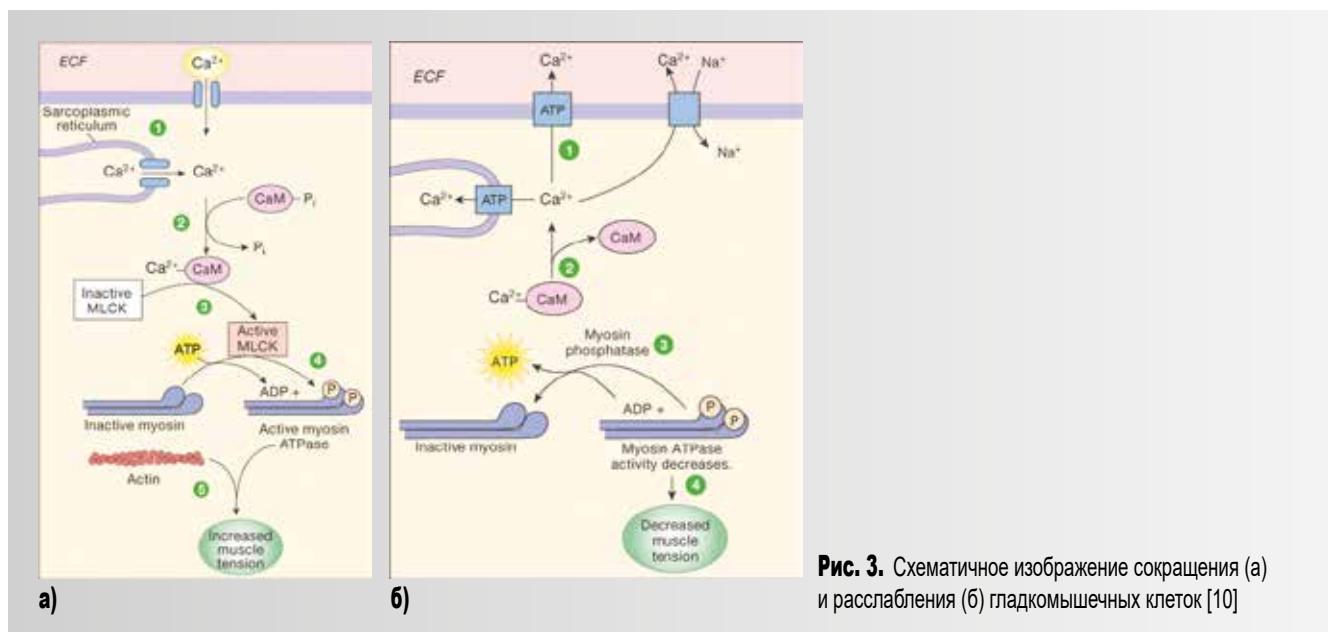 ECF
Ca²⁺
Sarcoplasmic
reticulum
1
Ca²⁺
Ca²⁺
CaM
Pᵢ
2
Pᵢ
Ca²⁺
CaM
Inactive
MLCK
3
Active
MLCK
ATP
4
ADP +
P
P
Inactive myosin
Active myosin
ATPase
Actin
5
Increased
muscle
tension
а)
ECF
Ca²⁺
Ca²⁺
Na⁺
ATP
1
Na⁺
Ca²⁺
ATP
Ca²⁺
CaM
2
Ca²⁺
CaM
Myosin
phosphatase
3
ATP
ADP +
P
P
Inactive myosin
Myosin ATPase
activity decreases.
4
Decreased
muscle
tension
б)
Рис. 3. Схематичное изображение сокращения (а)
и расслабления (б) гладкомышечных клеток [10]